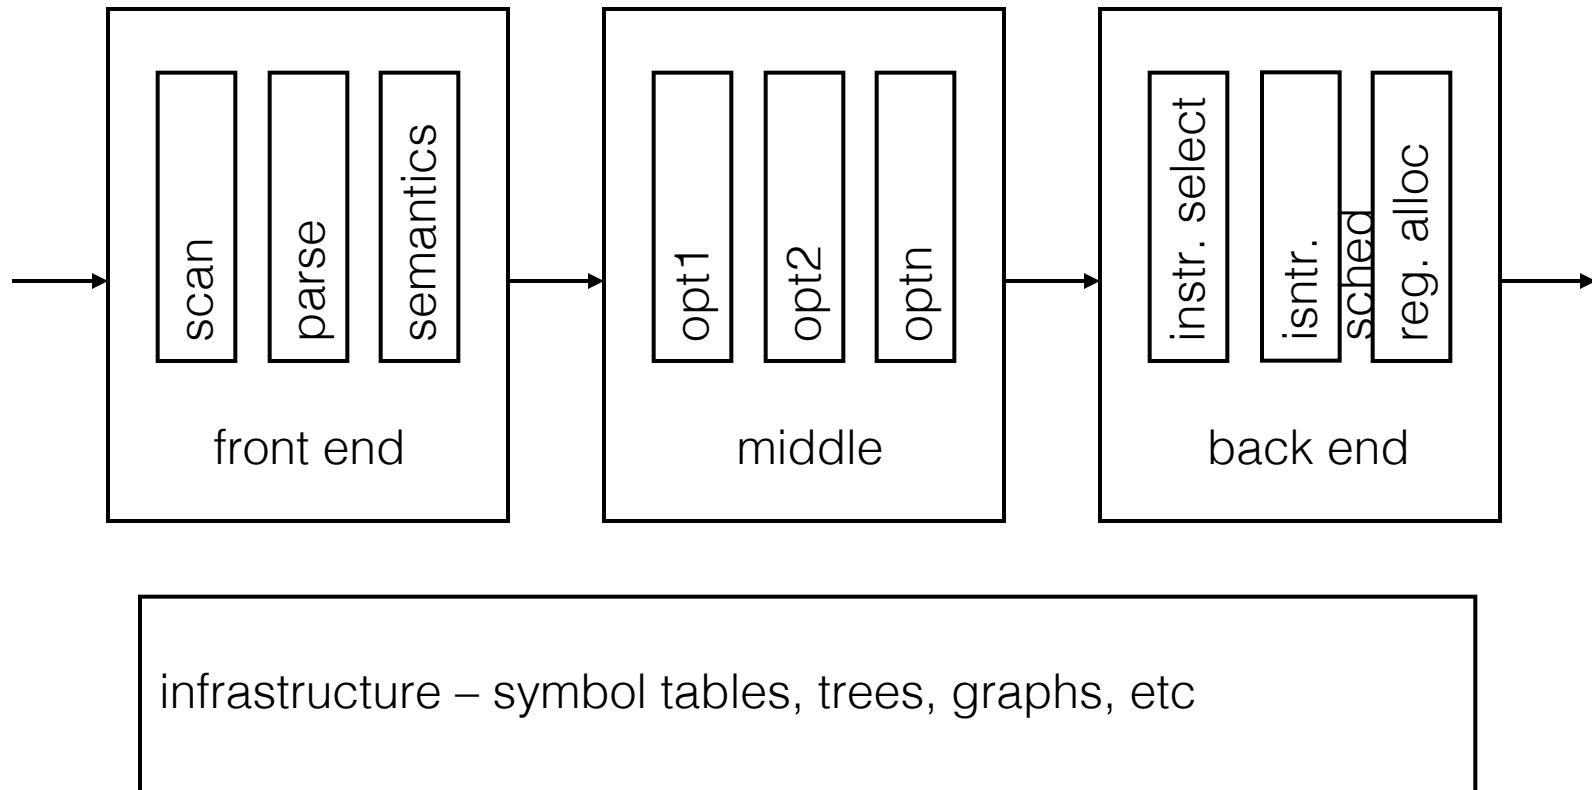 scan
parse
semantics
front end
opt1
opt2
optn
middle
instr. select
isntr.
sched
reg. alloc
back end
infrastructure – symbol tables, trees, graphs, etc